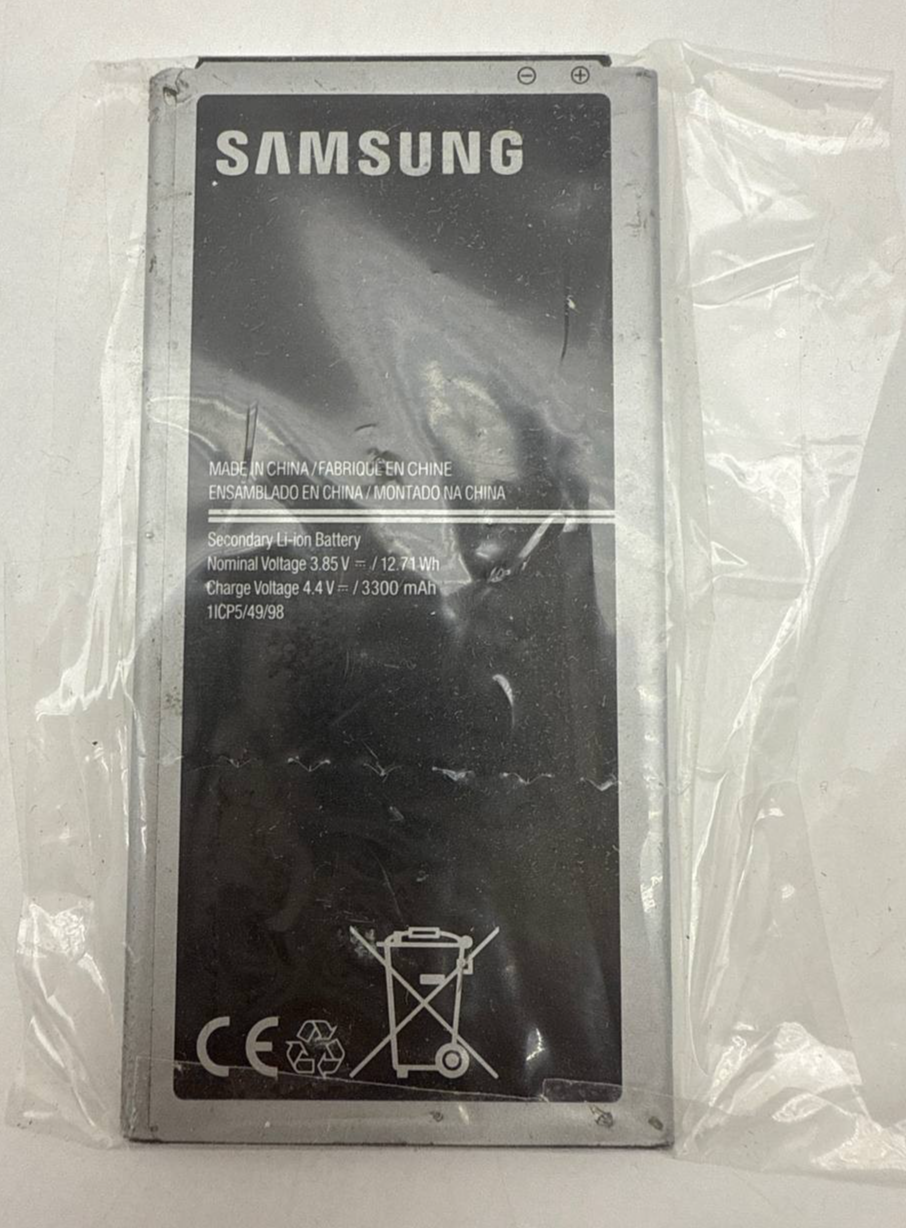 ⊖ ⊕
SAMSUNG
MADE IN CHINA / FABRIQUÉ EN CHINE
ENSAMBLADO EN CHINA / MONTADO NA CHINA
Secondary Li-ion Battery
Nominal Voltage 3.85 V ⎓ / 12.71 Wh
Charge Voltage 4.4 V ⎓ / 3300 mAh
1ICP5/49/98
CE